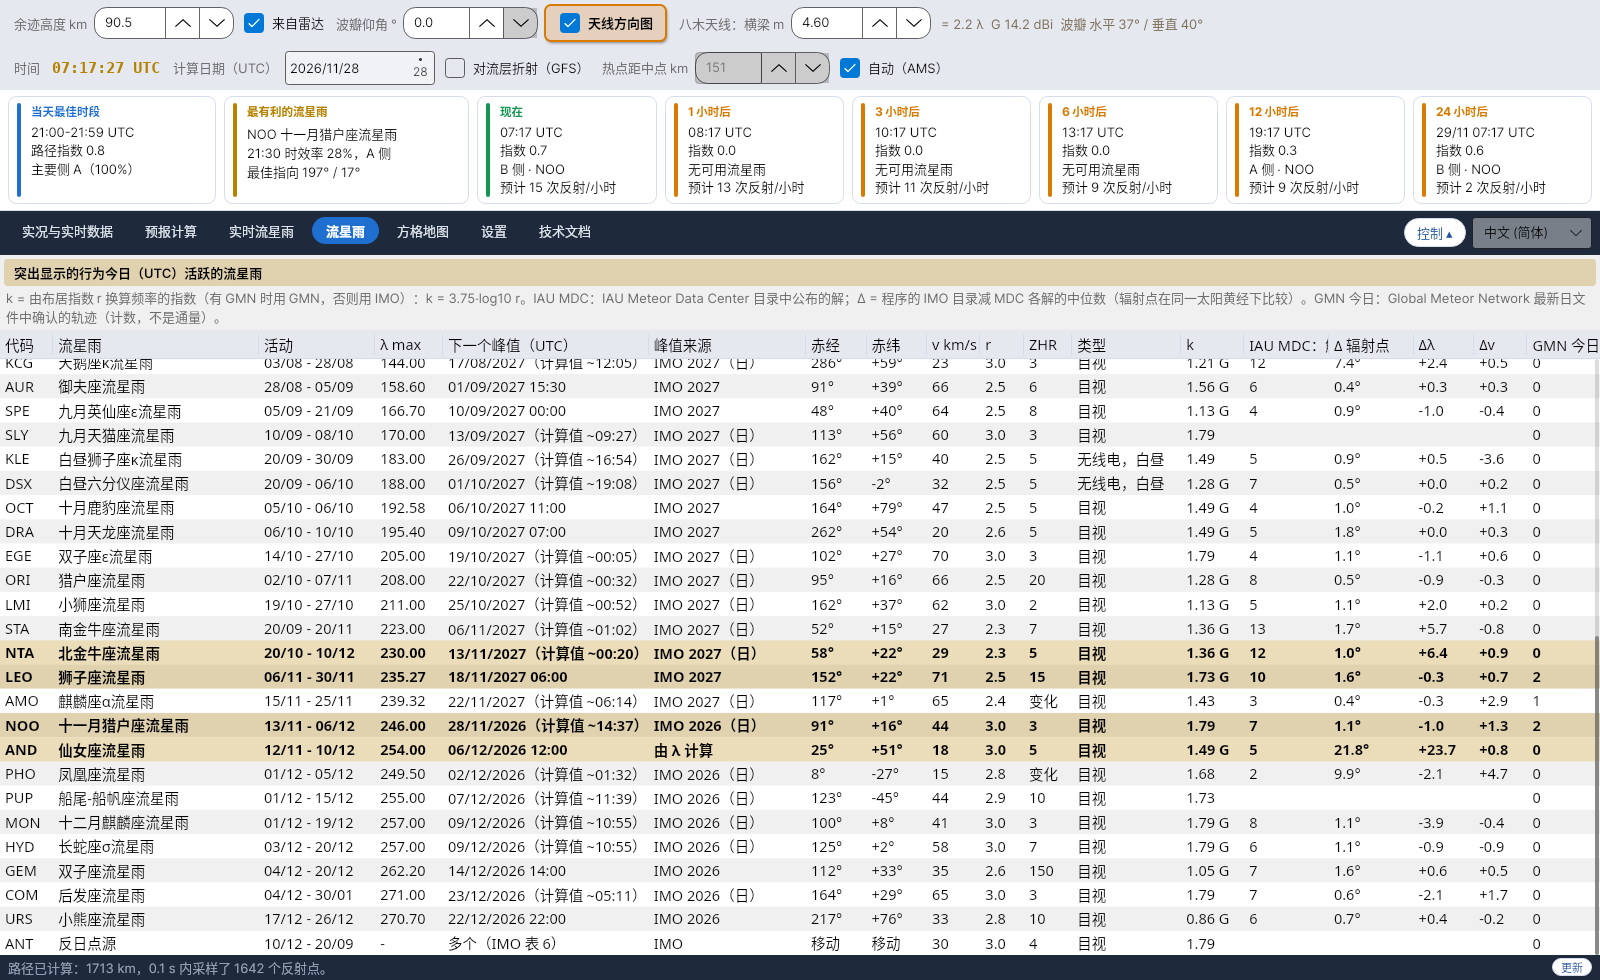 余迹高度 km 90.5 来自雷达 波瓣仰角 ° 0.0 天线方向图 八木天线：横梁 m 4.60 = 2.2 λ G 14.2 dBi 波瓣 水平 37° / 垂直 40°
时间 07:17:27 UTC 计算日期（UTC） 2026/11/28 28 对流层折射（GFS） 热点距中点 km 151 自动（AMS）
当天最佳时段
21:00-21:59 UTC
路径指数 0.8
主要侧 A（100%）
最有利的流星雨
NOO 十一月猎户座流星雨
21:30 时效率 28%，A 侧
最佳指向 197° / 17°
现在
07:17 UTC
指数 0.7
B 侧 · NOO
预计 15 次反射/小时
1 小时后
08:17 UTC
指数 0.0
无可用流星雨
预计 13 次反射/小时
3 小时后
10:17 UTC
指数 0.0
无可用流星雨
预计 11 次反射/小时
6 小时后
13:17 UTC
指数 0.0
无可用流星雨
预计 9 次反射/小时
12 小时后
19:17 UTC
指数 0.3
A 侧 · NOO
预计 9 次反射/小时
24 小时后
29/11 07:17 UTC
指数 0.6
B 侧 · NOO
预计 2 次反射/小时
实况与实时数据 预报计算 实时流星雨 流星雨 方格地图 设置 技术文档 控制 ▴ 中文 (简体)
突出显示的行为今日（UTC）活跃的流星雨
k = 由布居指数 r 换算频率的指数（有 GMN 时用 GMN，否则用 IMO）：k = 3.75·log10 r。IAU MDC：IAU Meteor Data Center 目录中公布的解；Δ = 程序的 IMO 目录减 MDC 各解的中位数（辐射点在同一太阳黄经下比较）。GMN 今日：Global Meteor Network 最新日文
件中确认的轨迹（计数，不是通量）。
代码 流星雨 活动 λ max 下一个峰值（UTC） 峰值来源 赤经 赤纬 v km/s r ZHR 类型 k IAU MDC： Δ 辐射点 Δλ Δv GMN 今日
KCG 天鹅座κ流星雨 03/08 - 28/08 144.00 17/08/2027（计算值 ~12:05） IMO 2027（日） 286° +59° 23 3.0 3 目视 1.21 G 12 7.4° +2.4 +0.5 0
AUR 御夫座流星雨 28/08 - 05/09 158.60 01/09/2027 15:30 IMO 2027 91° +39° 66 2.5 6 目视 1.56 G 6 0.4° +0.3 +0.3 0
SPE 九月英仙座ε流星雨 05/09 - 21/09 166.70 10/09/2027 00:00 IMO 2027 48° +40° 64 2.5 8 目视 1.13 G 4 0.9° -1.0 -0.4 0
SLY 九月天猫座流星雨 10/09 - 08/10 170.00 13/09/2027（计算值 ~09:27） IMO 2027（日） 113° +56° 60 3.0 3 目视 1.79 0
KLE 白昼狮子座κ流星雨 20/09 - 30/09 183.00 26/09/2027（计算值 ~16:54） IMO 2027（日） 162° +15° 40 2.5 5 无线电，白昼 1.49 5 0.9° +0.5 -3.6 0
DSX 白昼六分仪座流星雨 20/09 - 06/10 188.00 01/10/2027（计算值 ~19:08） IMO 2027（日） 156° -2° 32 2.5 5 无线电，白昼 1.28 G 7 0.5° +0.0 +0.2 0
OCT 十月鹿豹座流星雨 05/10 - 06/10 192.58 06/10/2027 11:00 IMO 2027 164° +79° 47 2.5 5 目视 1.49 G 4 1.0° -0.2 +1.1 0
DRA 十月天龙座流星雨 06/10 - 10/10 195.40 09/10/2027 07:00 IMO 2027 262° +54° 20 2.6 5 目视 1.49 G 5 1.8° +0.0 +0.3 0
EGE 双子座ε流星雨 14/10 - 27/10 205.00 19/10/2027（计算值 ~00:05） IMO 2027（日） 102° +27° 70 3.0 3 目视 1.79 4 1.1° -1.1 +0.6 0
ORI 猎户座流星雨 02/10 - 07/11 208.00 22/10/2027（计算值 ~00:32） IMO 2027（日） 95° +16° 66 2.5 20 目视 1.28 G 8 0.5° -0.9 -0.3 0
LMI 小狮座流星雨 19/10 - 27/10 211.00 25/10/2027（计算值 ~00:52） IMO 2027（日） 162° +37° 62 3.0 2 目视 1.13 G 5 1.1° +2.0 +0.2 0
STA 南金牛座流星雨 20/09 - 20/11 223.00 06/11/2027（计算值 ~01:02） IMO 2027（日） 52° +15° 27 2.3 7 目视 1.36 G 13 1.7° +5.7 -0.8 0
NTA 北金牛座流星雨 20/10 - 10/12 230.00 13/11/2027（计算值 ~00:20） IMO 2027（日） 58° +22° 29 2.3 5 目视 1.36 G 12 1.0° +6.4 +0.9 0
LEO 狮子座流星雨 06/11 - 30/11 235.27 18/11/2027 06:00 IMO 2027 152° +22° 71 2.5 15 目视 1.73 G 10 1.6° -0.3 +0.7 2
AMO 麒麟座α流星雨 15/11 - 25/11 239.32 22/11/2027（计算值 ~06:14） IMO 2027（日） 117° +1° 65 2.4 变化 目视 1.43 3 0.4° -0.3 +2.9 1
NOO 十一月猎户座流星雨 13/11 - 06/12 246.00 28/11/2026（计算值 ~14:37） IMO 2026（日） 91° +16° 44 3.0 3 目视 1.79 7 1.1° -1.0 +1.3 2
AND 仙女座流星雨 12/11 - 10/12 254.00 06/12/2026 12:00 由 λ 计算 25° +51° 18 3.0 5 目视 1.49 G 5 21.8° +23.7 +0.8 0
PHO 凤凰座流星雨 01/12 - 05/12 249.50 02/12/2026（计算值 ~01:32） IMO 2026（日） 8° -27° 15 2.8 变化 目视 1.68 2 9.9° -2.1 +4.7 0
PUP 船尾-船帆座流星雨 01/12 - 15/12 255.00 07/12/2026（计算值 ~11:39） IMO 2026（日） 123° -45° 44 2.9 10 目视 1.73 0
MON 十二月麒麟座流星雨 01/12 - 19/12 257.00 09/12/2026（计算值 ~10:55） IMO 2026（日） 100° +8° 41 3.0 3 目视 1.79 G 8 1.1° -3.9 -0.4 0
HYD 长蛇座σ流星雨 03/12 - 20/12 257.00 09/12/2026（计算值 ~10:55） IMO 2026（日） 125° +2° 58 3.0 7 目视 1.79 G 6 1.1° -0.9 -0.9 0
GEM 双子座流星雨 04/12 - 20/12 262.20 14/12/2026 14:00 IMO 2026 112° +33° 35 2.6 150 目视 1.05 G 7 1.6° +0.6 +0.5 0
COM 后发座流星雨 04/12 - 30/01 271.00 23/12/2026（计算值 ~05:11） IMO 2026（日） 164° +29° 65 3.0 3 目视 1.79 7 0.6° -2.1 +1.7 0
URS 小熊座流星雨 17/12 - 26/12 270.70 22/12/2026 22:00 IMO 2026 217° +76° 33 2.8 10 目视 0.86 G 6 0.7° +0.4 -0.2 0
ANT 反日点源 10/12 - 20/09 - 多个（IMO 表 6） IMO 移动 移动 30 3.0 4 目视 1.79 0
路径已计算：1713 km，0.1 s 内采样了 1642 个反射点。 更新